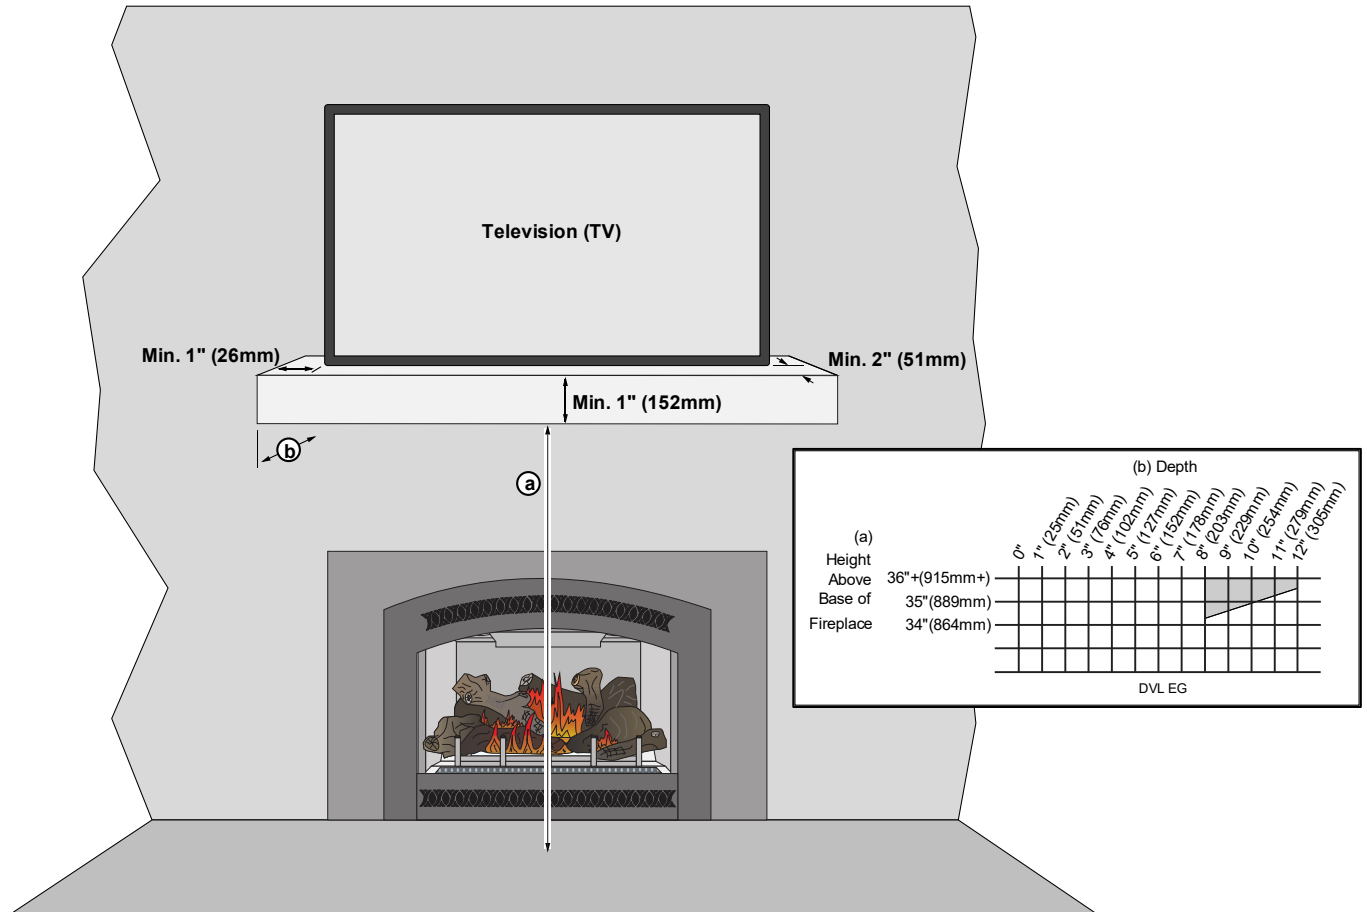 Television (TV)
Min. 1" (26mm)
Min. 2" (51mm)
Min. 1" (152mm)
b
a
(b) Depth
0"
1" (25mm)
2" (51mm)
3" (76mm)
4" (102mm)
5" (127mm)
6" (152mm)
7" (178mm)
8" (203mm)
9" (229mm)
10" (254mm)
11" (279mm)
12" (305mm)
(a)
Height
Above
Base of
Fireplace
36"+(915mm+)
35"(889mm)
34"(864mm)
DVL EG